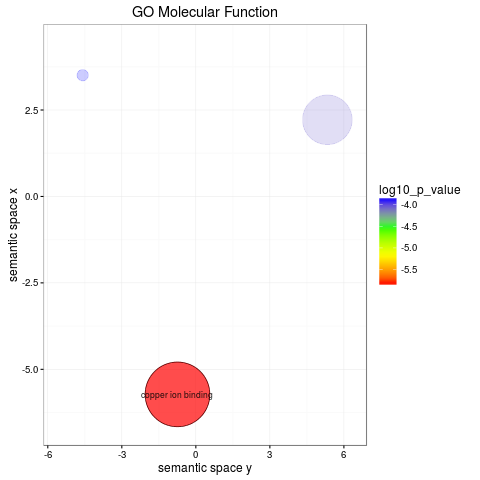 GO Molecular Function
semantic space x
2.5
0.0
-2.5
-5.0
copper ion binding
-6
-3
0
3
6
semantic space y
log10_p_value
-4.0
-4.5
-5.0
-5.5